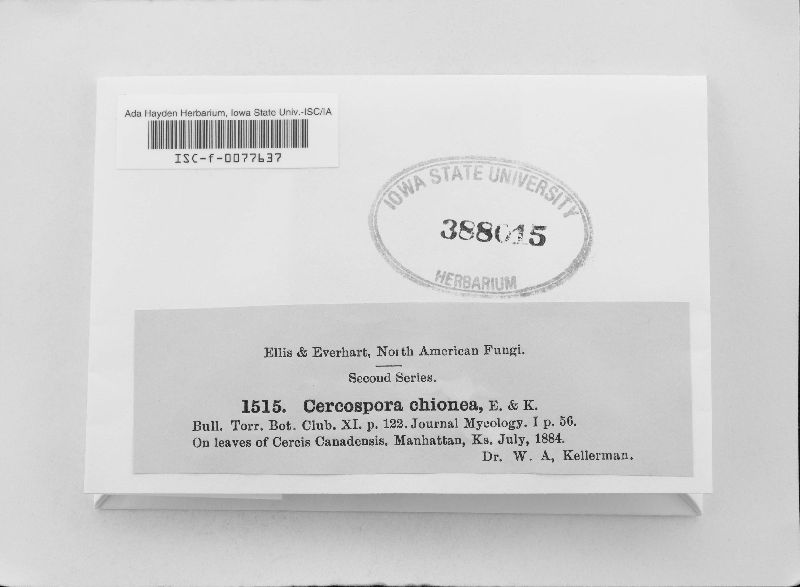 Ada Hayden Herbarium, Iowa State Univ.-ISC/IA
ISC-f-0077637
IOWA STATE UNIVERSITY
388015
HERBARIUM
Ellis & Everhart, North American Fungi.
Second Series.
1515. Cercospora chionea, E. & K.
Bull. Torr. Bot. Club. XI. p. 122. Journal Mycology. I p. 56.
On leaves of Cercis Canadensis, Manhattan, Ks. July, 1884.
Dr. W. A, Kellerman.